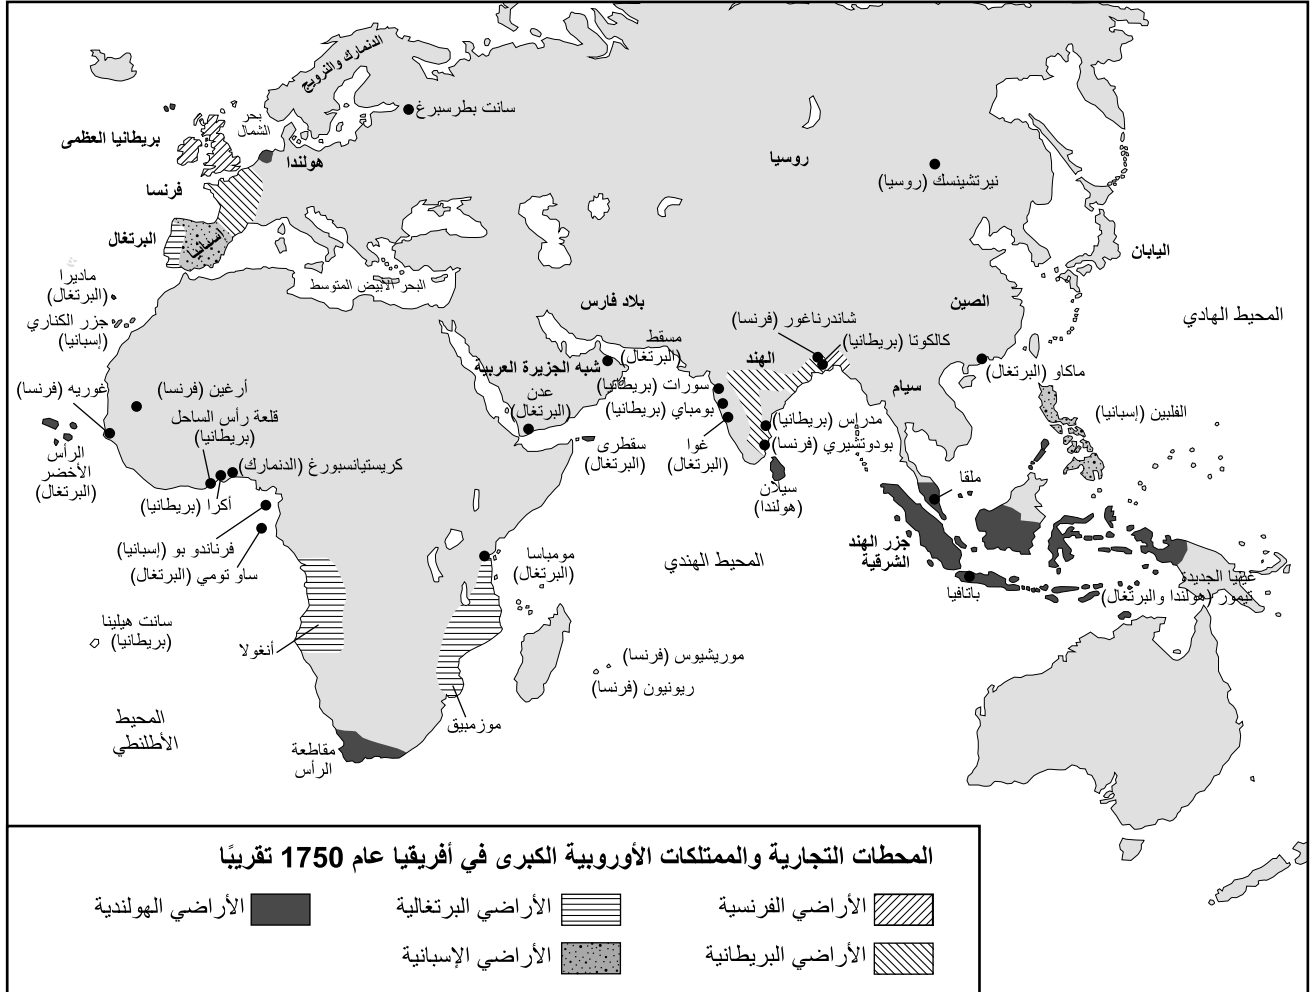 الدنمارك والنرويج
سانت بطرسبرغ
بحر
الشمال
بريطانيا العظمى
هولندا
روسيا
نيرتشينسك (روسيا)
فرنسا
البرتغال
إسبانيا
اليابان
ماديرا
(البرتغال)
البحر الأبيض المتوسط
بلاد فارس
الصين
المحيط الهادي
جزر الكناري
(إسبانيا)
شاندرناغور (فرنسا)
كالكوتا (بريطانيا)
مسقط
(البرتغال)
الهند
شبه الجزيرة العربية
ماكاو (البرتغال)
سيام
غوريه (فرنسا)
أرغين (فرنسا)
عدن
(البرتغال)
سورات (بريطانيا)
بومباي (بريطانيا)
الفلبين (إسبانيا)
قلعة رأس الساحل
(بريطانيا)
مدراس (بريطانيا)
بودوتشيري (فرنسا)
غوا
(البرتغال)
سقطرى
(البرتغال)
الرأس
الأخضر
(البرتغال)
كريستيانسبورغ (الدنمارك)
أكرا (بريطانيا)
سيلان
(هولندا)
ملقا
فرناندو بو (إسبانيا)
ساو تومي (البرتغال)
مومباسا
(البرتغال)
المحيط الهندي
جزر الهند
الشرقية
باتافيا
غينيا الجديدة
تيمور (هولندا والبرتغال)
سانت هيلينا
(بريطانيا)
أنغولا
موريشيوس (فرنسا)
ريونيون (فرنسا)
موزمبيق
المحيط
الأطلنطي
مقاطعة
الرأس
المحطات التجارية والممتلكات الأوروبية الكبرى في أفريقيا عام 1750 تقريبًا
الأراضي الفرنسية
الأراضي البرتغالية
الأراضي الهولندية
الأراضي البريطانية
الأراضي الإسبانية